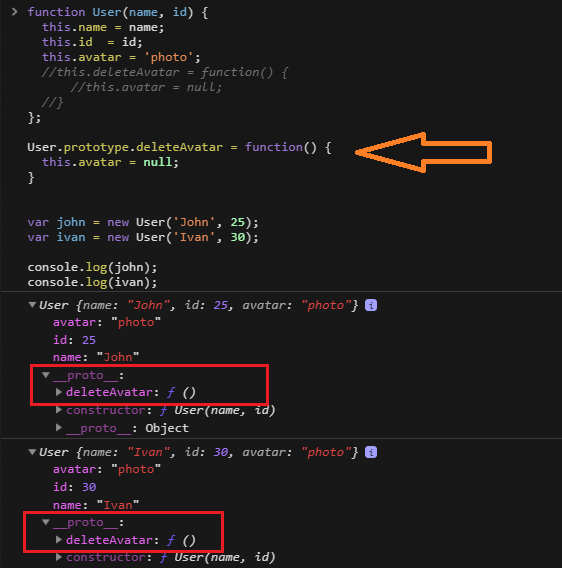 function User(name, id) {
this.name = name;
this.id  = id;
this.avatar = 'photo';
//this.deleteAvatar = function() {
//this.avatar = null;
//}
};
User.prototype.deleteAvatar = function() {
this.avatar = null;
}
var john = new User('John', 25);
var ivan = new User('Ivan', 30);
console.log(john);
console.log(ivan);
User {name: "John", id: 25, avatar: "photo"} i
avatar: "photo"
id: 25
name: "John"
__proto__:
deleteAvatar: ƒ ()
constructor: ƒ User(name, id)
__proto__: Object
User {name: "Ivan", id: 30, avatar: "photo"} i
avatar: "photo"
id: 30
name: "Ivan"
__proto__:
deleteAvatar: ƒ ()
constructor: ƒ User(name, id)